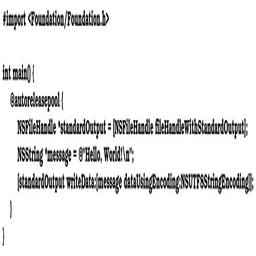 #import <Foundation/Foundation.h>
int main() {
@autoreleasepool {
NSFileHandle *standardOutput = [NSFileHandle fileHandleWithStandardOutput];
NSString *message = @"Hello, World!\n";
[standardOutput writeData:[message dataUsingEncoding:NSUTF8StringEncoding]];
}
}